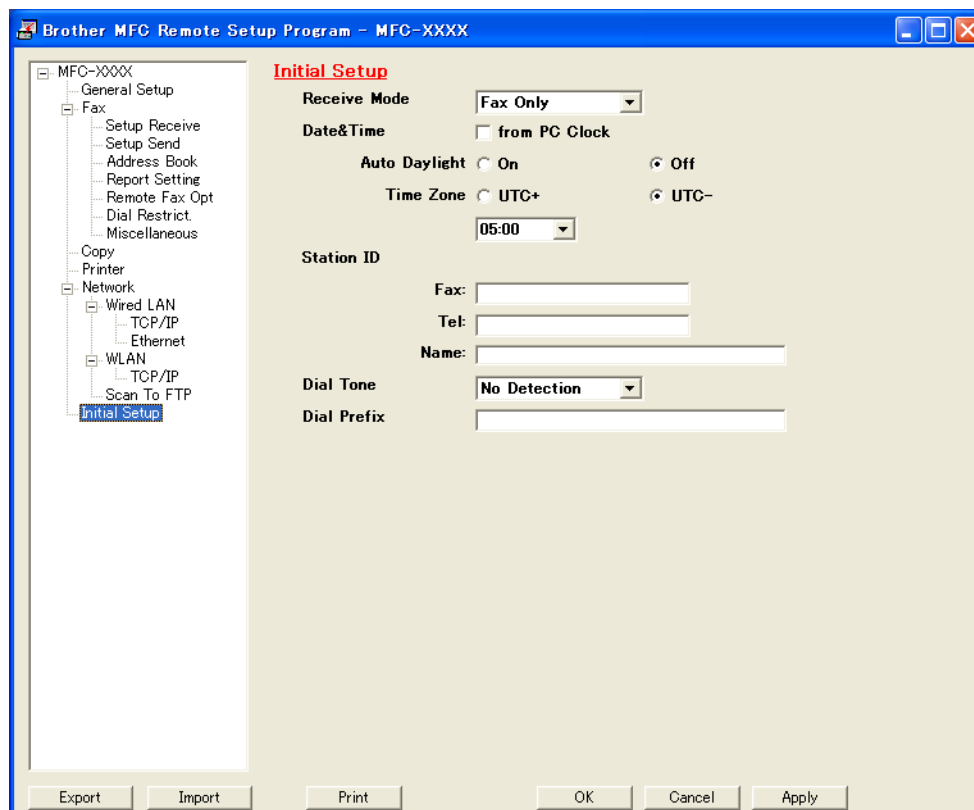 Brother MFC Remote Setup Program - MFC-XXXX
MFC-XXXX
General Setup
Fax
Setup Receive
Setup Send
Address Book
Report Setting
Remote Fax Opt
Dial Restrict.
Miscellaneous
Copy
Printer
Network
Wired LAN
TCP/IP
Ethernet
WLAN
TCP/IP
Scan To FTP
Initial Setup
Initial Setup
Receive Mode Fax Only
Date&Time from PC Clock
Auto Daylight On Off
Time Zone UTC+ UTC-
05:00
Station ID
Fax:
Tel:
Name:
Dial Tone No Detection
Dial Prefix
Export Import Print OK Cancel Apply